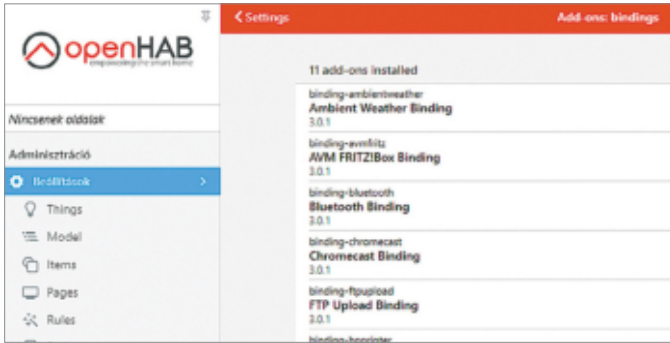 openHAB
empowering the smart home
Nincsenek oldalak
Adminisztráció
Beállítások
Things
Model
Items
Pages
Rules
Settings
Add-ons: bindings
11 add-ons installed
binding-ambientweather
Ambient Weather Binding
3.0.1
binding-avmfritz
AVM FRITZ!Box Binding
3.0.1
binding-bluetooth
Bluetooth Binding
3.0.1
binding-chromecast
Chromecast Binding
3.0.1
binding-ftpupload
FTP Upload Binding
3.0.1